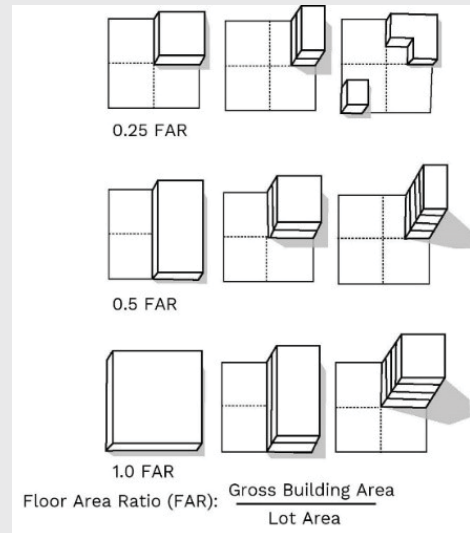 0.25 FAR
0.5 FAR
1.0 FAR
Floor Area Ratio (FAR): Gross Building Area
Lot Area